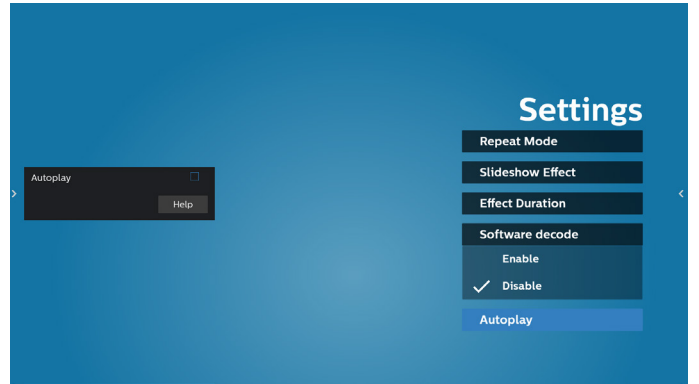 Settings
Repeat Mode
Slideshow Effect
Effect Duration
Software decode
Enable
Disable
Autoplay
Autoplay
Help